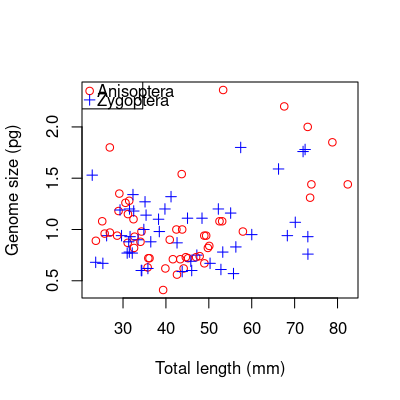 Anisoptera
Zygoptera
Genome size (pg)
2.0
1.5
1.0
0.5
30 40 50 60 70 80
Total length (mm)